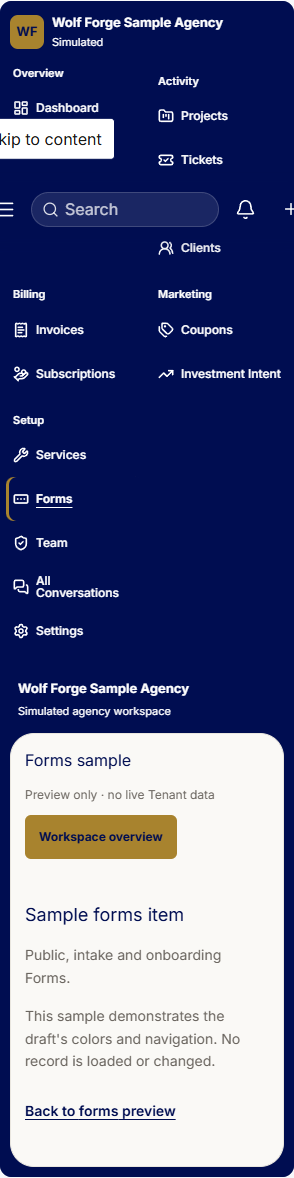 WF
Wolf Forge Sample Agency
Simulated
Overview
Dashboard
Activity
Projects
Tickets
kip to content
Search
Clients
Billing
Invoices
Subscriptions
Marketing
Coupons
Investment Intent
Setup
Services
Forms
Team
All
Conversations
Settings
Wolf Forge Sample Agency
Simulated agency workspace
Forms sample
Preview only · no live Tenant data
Workspace overview
Sample forms item
Public, intake and onboarding
Forms.
This sample demonstrates the
draft's colors and navigation. No
record is loaded or changed.
Back to forms preview